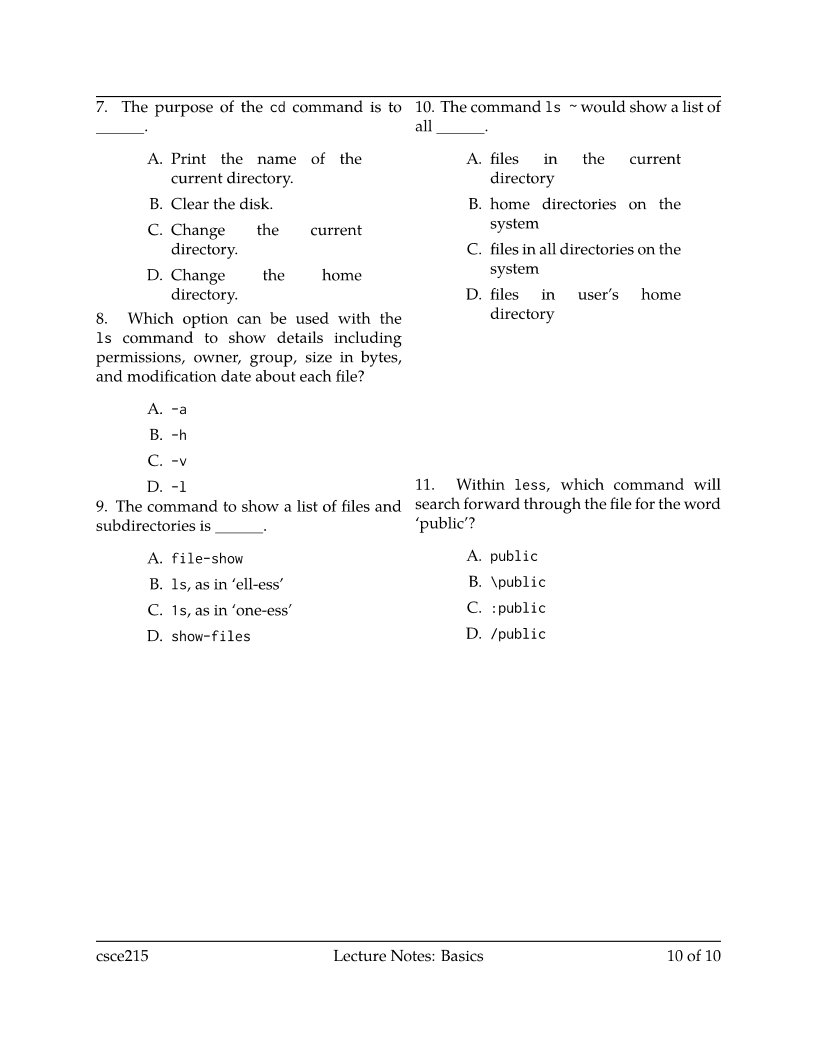 7. The purpose of the cd command is to
______.
A. Print the name of the
current directory.
B. Clear the disk.
C. Change the current
directory.
D. Change the home
directory.
8. Which option can be used with the
ls command to show details including
permissions, owner, group, size in bytes,
and modification date about each file?
A. -a
B. -h
C. -v
D. -l
9. The command to show a list of files and
subdirectories is ______.
A. file-show
B. ls, as in ‘ell-ess’
C. 1s, as in ‘one-ess’
D. show-files
10. The command ls ~ would show a list of
all ______.
A. files in the current
directory
B. home directories on the
system
C. files in all directories on the
system
D. files in user's home
directory
11. Within less, which command will
search forward through the file for the word
‘public’?
A. public
B. \public
C. :public
D. /public
csce215 Lecture Notes: Basics 10 of 10